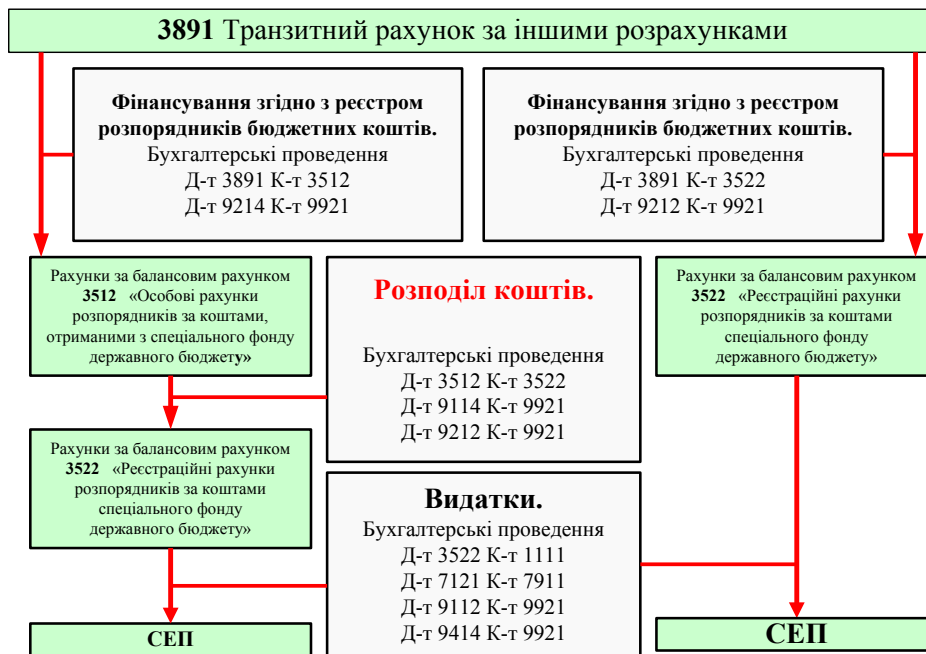 3891 Транзитний рахунок за іншими розрахунками
Фінансування згідно з реєстром
розпорядників бюджетних коштів.
Бухгалтерські проведення
Д-т 3891 К-т 3512
Д-т 9214 К-т 9921
Фінансування згідно з реєстром
розпорядників бюджетних коштів.
Бухгалтерські проведення
Д-т 3891 К-т 3522
Д-т 9212 К-т 9921
Рахунки за балансовим рахунком
3512 «Особові рахунки
розпорядників за коштами,
отриманими з спеціального фонду
державного бюджету»
Розподіл коштів.
Бухгалтерські проведення
Д-т 3512 К-т 3522
Д-т 9114 К-т 9921
Д-т 9212 К-т 9921
Рахунки за балансовим рахунком
3522 «Реєстраційні рахунки
розпорядників за коштами
спеціального фонду
державного бюджету»
Рахунки за балансовим рахунком
3522 «Реєстраційні рахунки
розпорядників за коштами
спеціального фонду
державного бюджету»
Видатки.
Бухгалтерські проведення
Д-т 3522 К-т 1111
Д-т 7121 К-т 7911
Д-т 9112 К-т 9921
Д-т 9414 К-т 9921
СЕП
СЕП